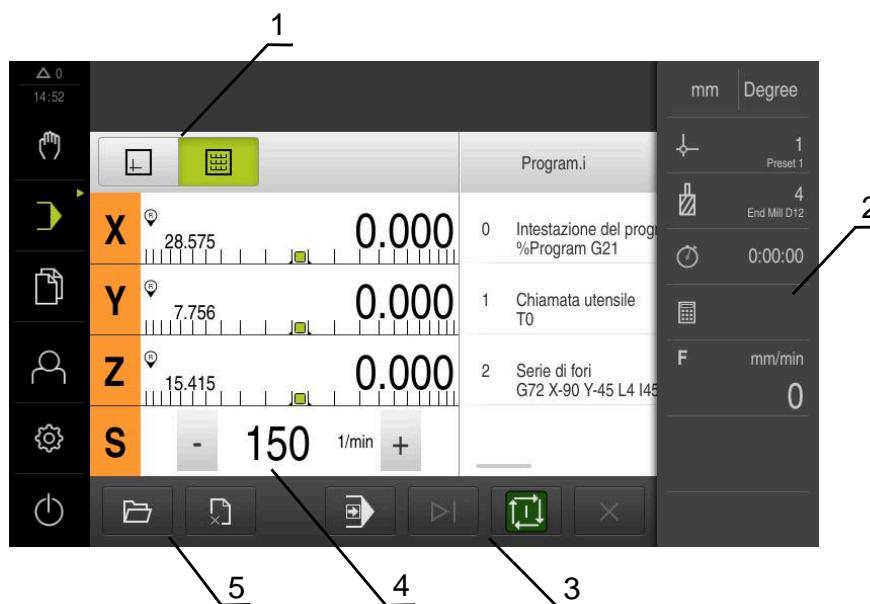 1
0
14:52
mm Degree
1
Preset 1
Program.i
X R 28.575 0.000
0 Intestazione del progr
%Program G21
4
End Mill D12
2
0:00:00
Y R 7.756 0.000
1 Chiamata utensile
T0
Z R 15.415 0.000
2 Serie di fori
G72 X-90 Y-45 L4 I45
F mm/min
0
S - 150 1/min +
5 4 3